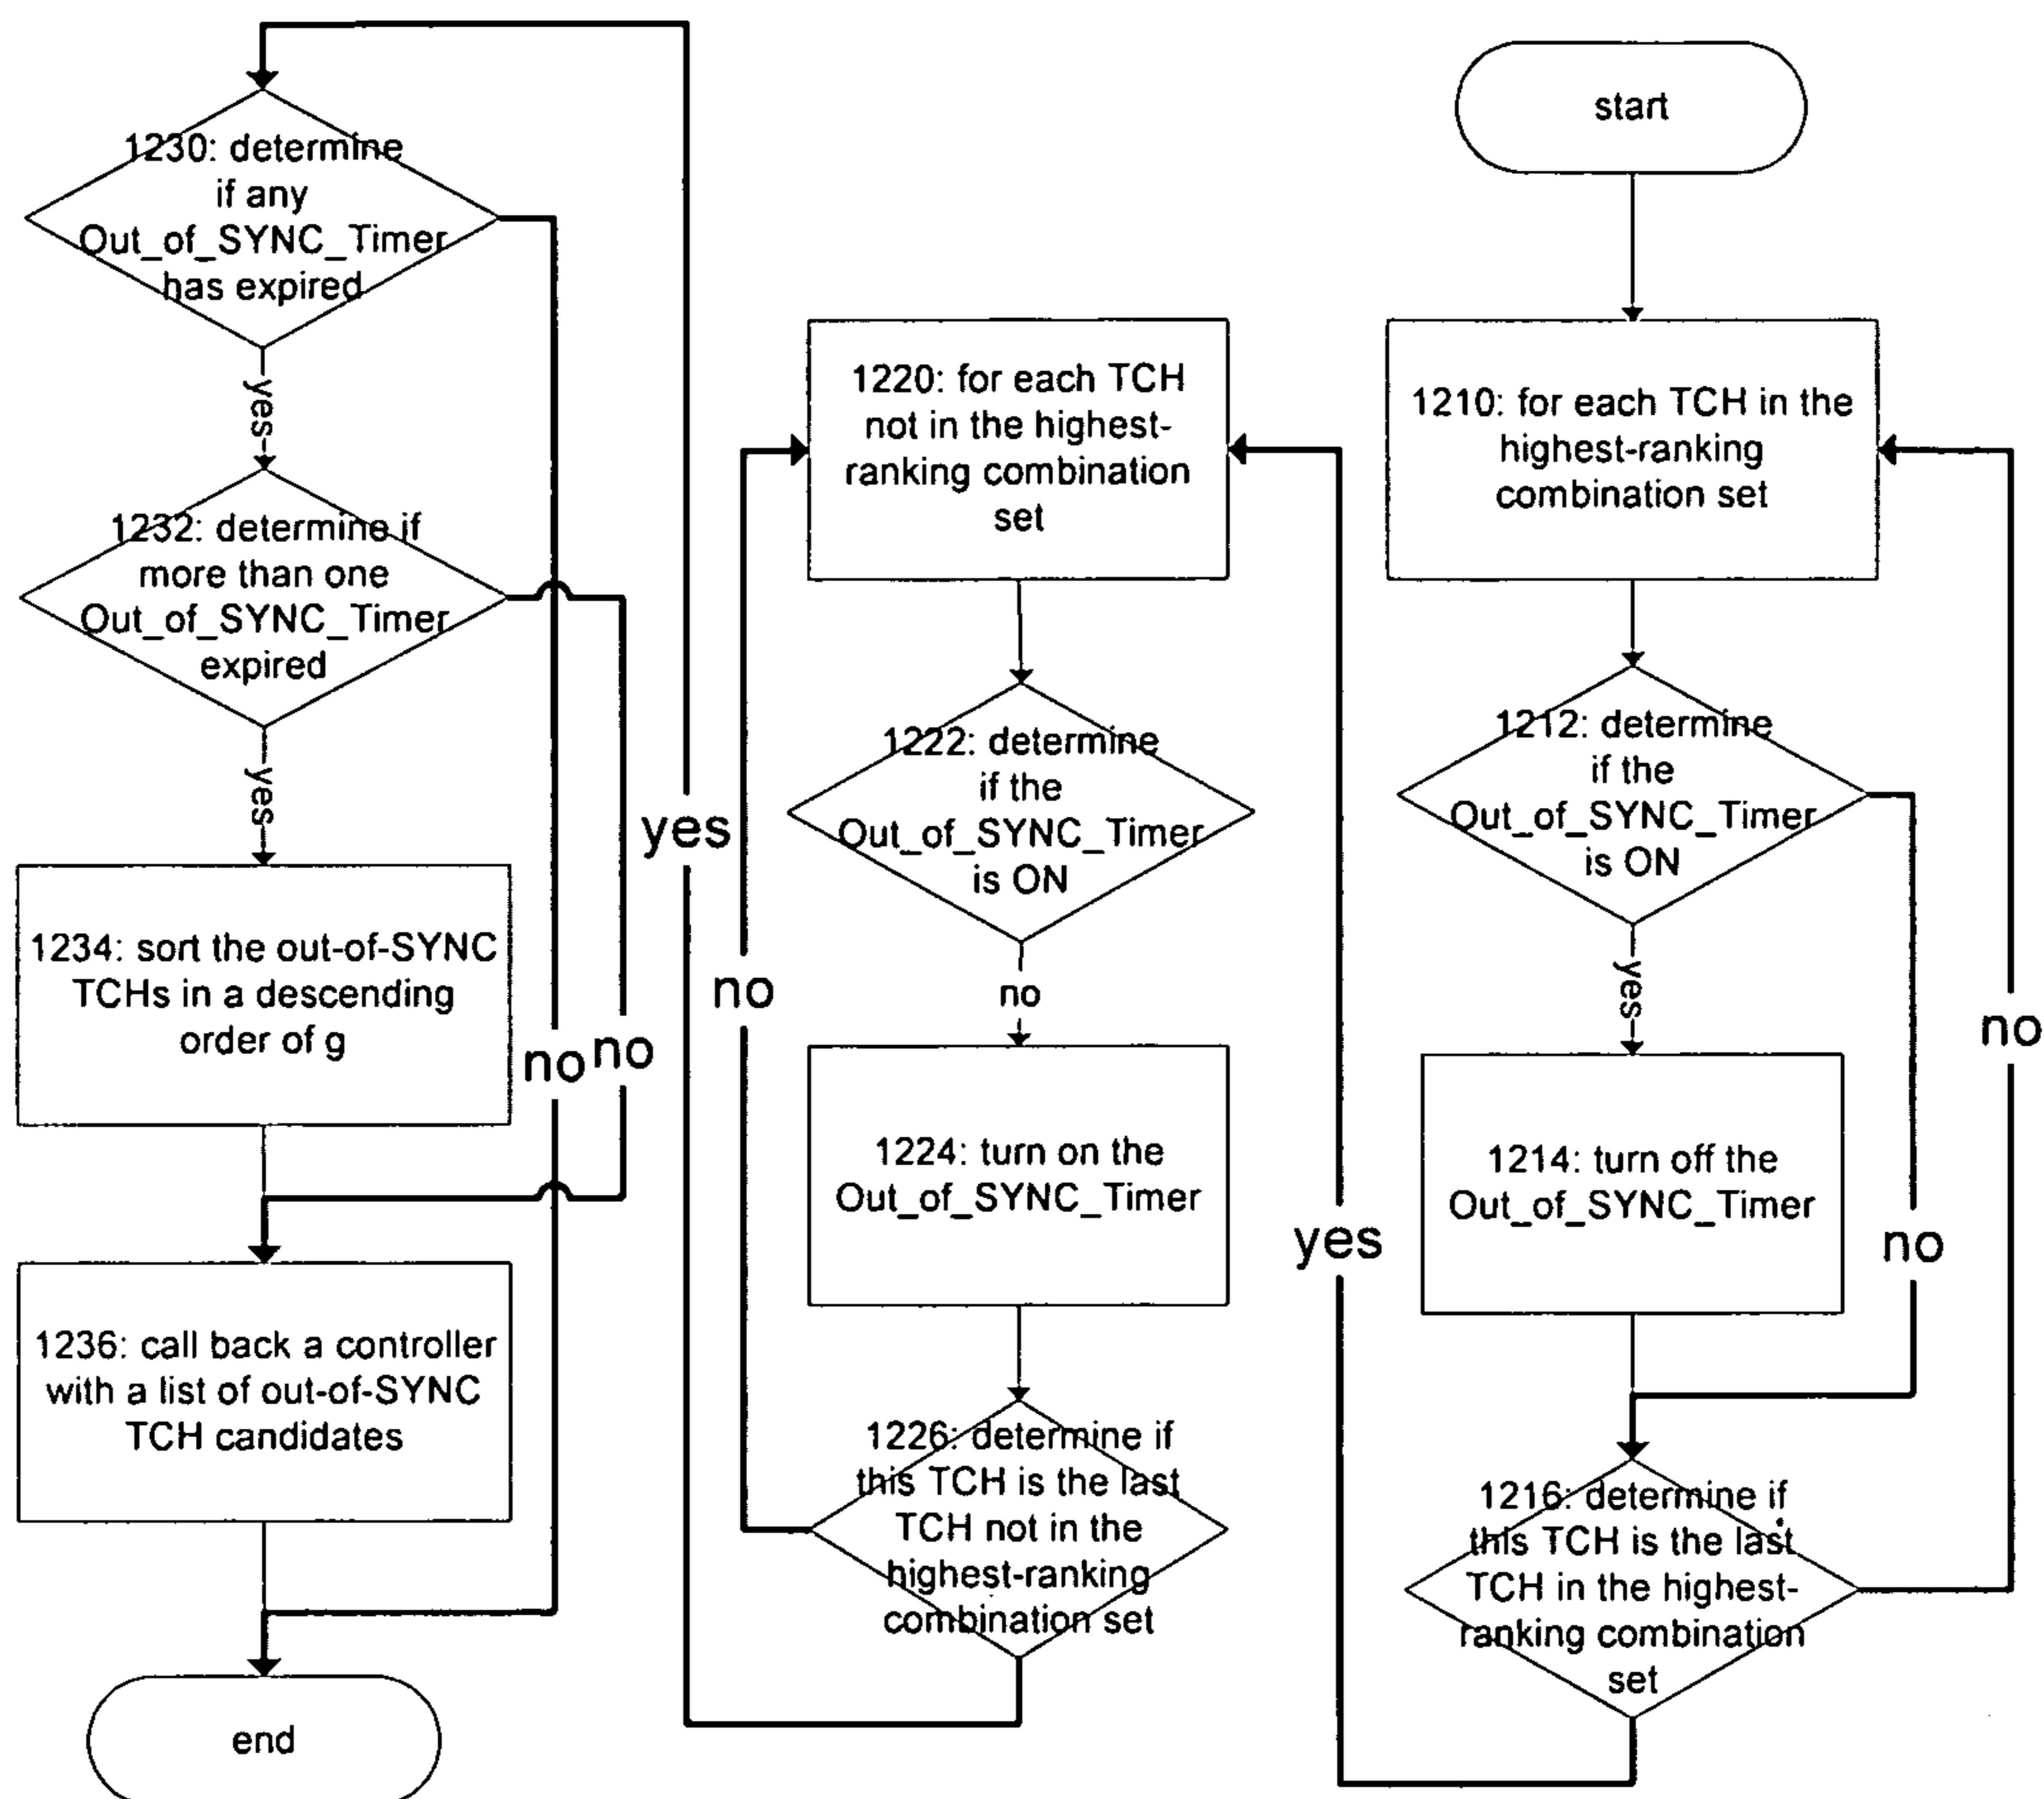 start
1210: for each TCH in the
highest-ranking
combination set
1212: determine
if the
Out_of_SYNC_Timer
is ON
yes
no
1214: turn off the
Out_of_SYNC_Timer
1216: determine if
this TCH is the last
TCH in the highest-
ranking combination
set
no
yes
1220: for each TCH
not in the highest-
ranking combination
set
1222: determine
if the
Out_of_SYNC_Timer
is ON
no
1224: turn on the
Out_of_SYNC_Timer
1226: determine if
this TCH is the last
TCH not in the
highest-ranking
combination set
no
yes
1230: determine
if any
Out_of_SYNC_Timer
has expired
yes
no
1232: determine if
more than one
Out_of_SYNC_Timer
expired
yes
no
1234: sort the out-of-SYNC
TCHs in a descending
order of g
1236: call back a controller
with a list of out-of-SYNC
TCH candidates
end